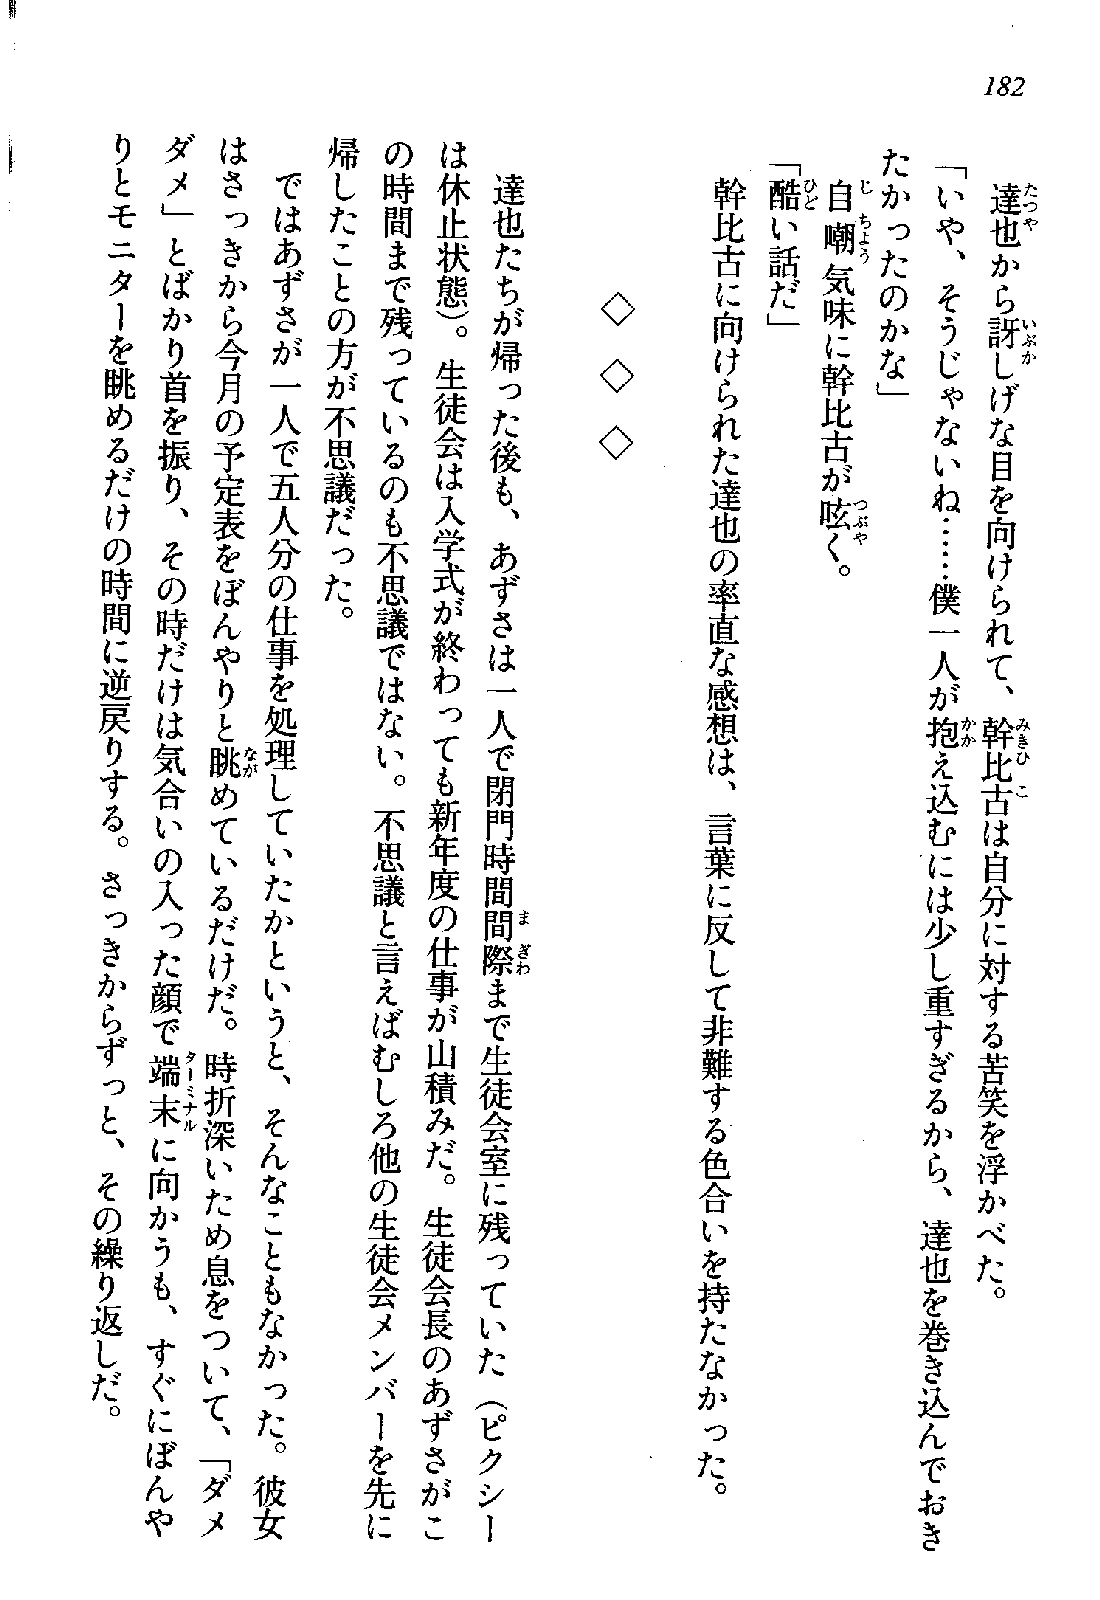 182
達也から訝しげな目を向けられて、幹比古は自分に対する苦笑を浮かべた。
「いや、そうじゃないね……僕一人が抱え込むには少し重すぎるから、達也を巻き込んでおき
たかったのかな」
自嘲気味に幹比古が呟く。
「酷い話だ」
幹比古に向けられた達也の率直な感想は、言葉に反して非難する色合いを持たなかった。
◇ ◇ ◇
達也たちが帰った後も、あずさは一人で閉門時間間際まで生徒会室に残っていた（ピクシー
は休止状態）。生徒会は入学式が終わっても新年度の仕事が山積みだ。生徒会長のあずさがこ
の時間まで残っているのも不思議ではない。不思議と言えばむしろ他の生徒会メンバーを先に
帰したことの方が不思議だった。
ではあずさが一人で五人分の仕事を処理していたかというと、そんなこともなかった。彼女
はさっきから今月の予定表をぼんやりと眺めているだけだ。時折深いため息をついて、「ダメ
ダメ」とばかり首を振り、その時だけは気合いの入った顔で端末に向かうも、すぐにぼんや
りとモニターを眺めるだけの時間に逆戻りする。さっきからずっと、その繰り返しだ。